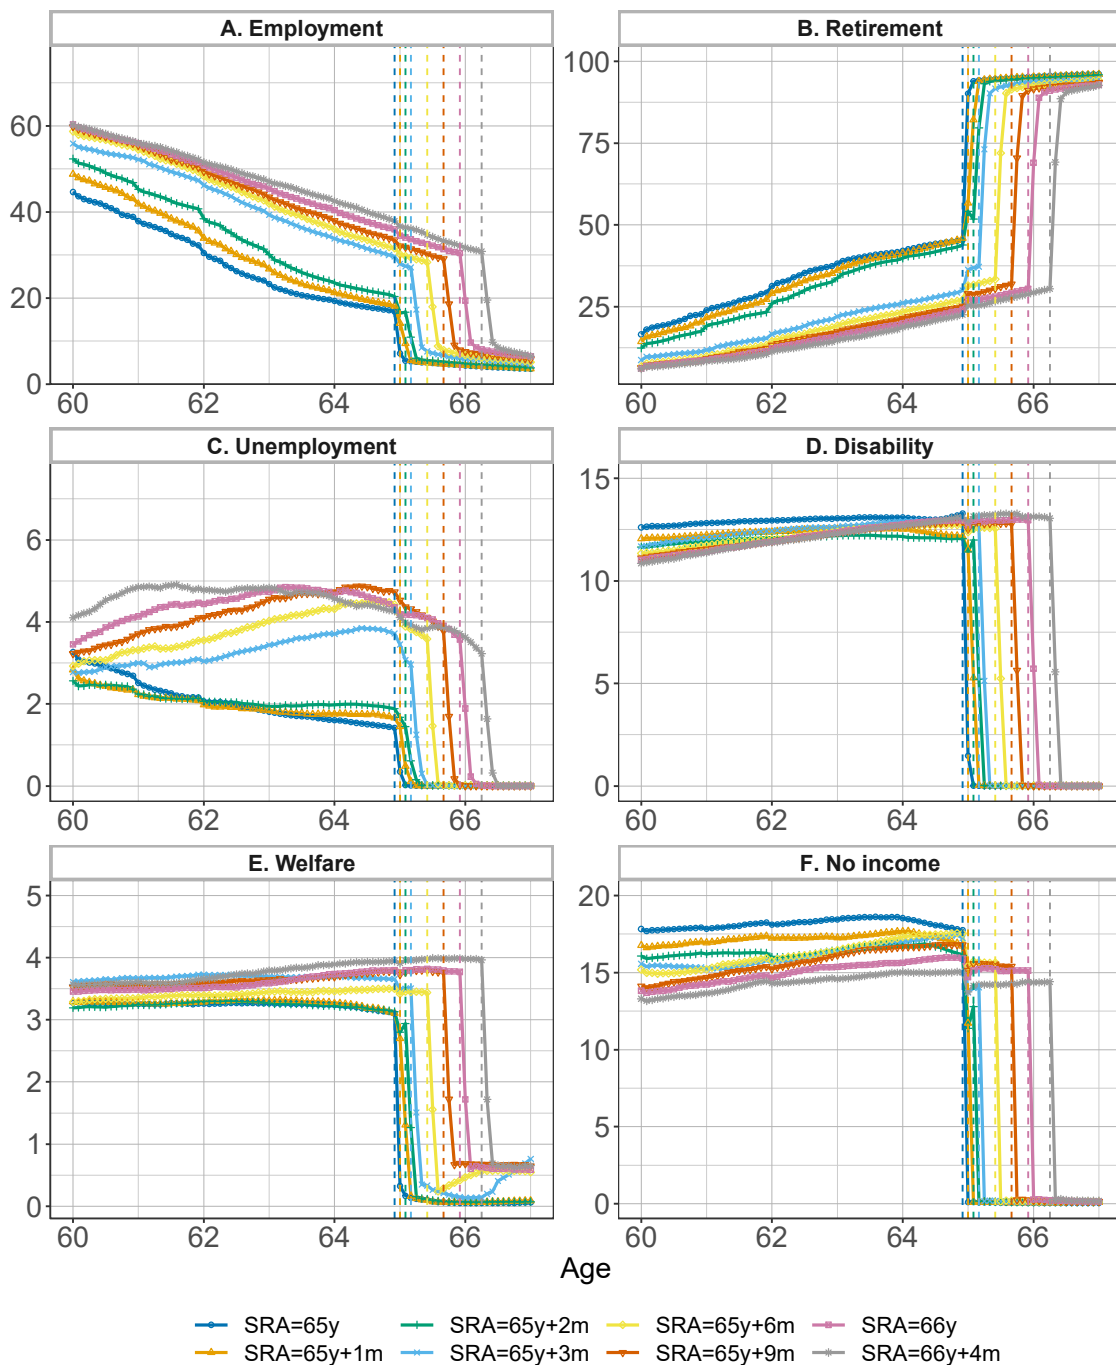 A. Employment
B. Retirement
60
40
20
0
60 62 64 66
100
75
50
25
60 62 64 66
C. Unemployment
D. Disability
6
4
2
0
60 62 64 66
15
10
5
0
60 62 64 66
E. Welfare
F. No income
5
4
3
2
1
0
60 62 64 66
20
15
10
5
0
60 62 64 66
Age
SRA=65y SRA=65y+2m SRA=65y+6m SRA=66y
SRA=65y+1m SRA=65y+3m SRA=65y+9m SRA=66y+4m